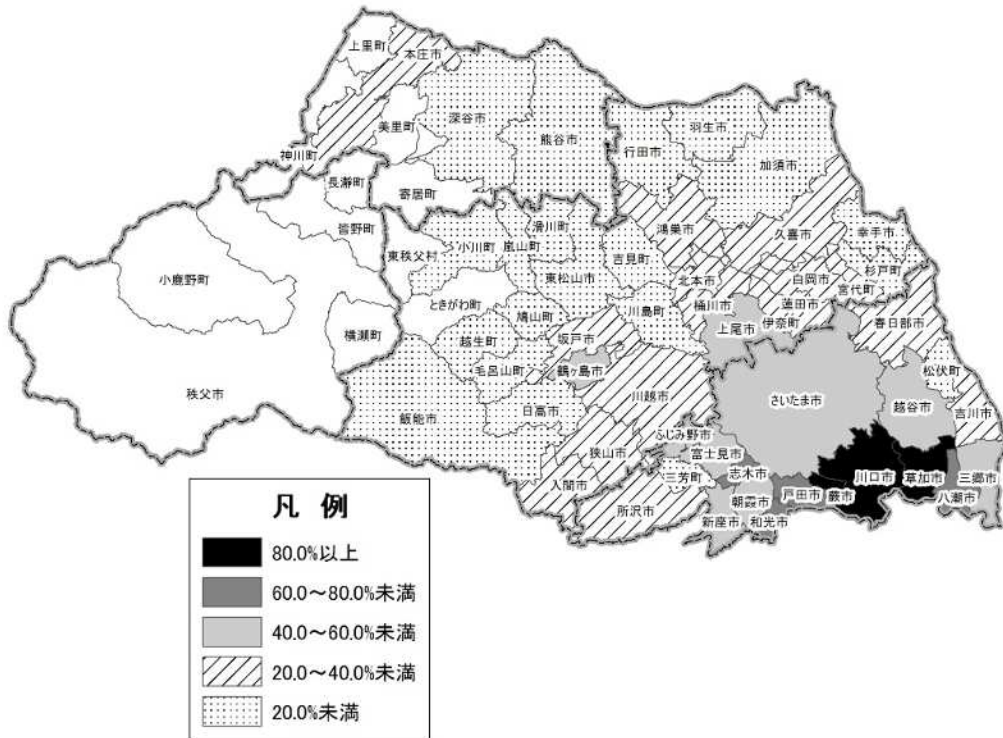 上里町
本庄市
美里町
深谷市
熊谷市
神川町
長瀞町
寄居町
行田市
羽生市
加須市
皆野町
東秩父村
小川町
嵐山町
滑川町
吉見町
鴻巣市
久喜市
幸手市
小鹿野町
東松山市
北本市
白岡市
杉戸町
宮代町
ときがわ町
鳩山町
川島町
桶川市
蓮田市
横瀬町
越生町
坂戸市
上尾市
伊奈町
春日部市
毛呂山町
鶴ヶ島市
松伏町
秩父市
飯能市
日高市
川越市
さいたま市
越谷市
吉川市
狭山市
ふじみ野市
富士見市
入間市
三芳町
志木市
川口市
草加市
三郷市
所沢市
朝霞市
戸田市
蕨市
八潮市
新座市
和光市
凡 例
80.0%以上
60.0～80.0%未満
40.0～60.0%未満
20.0～40.0%未満
20.0%未満